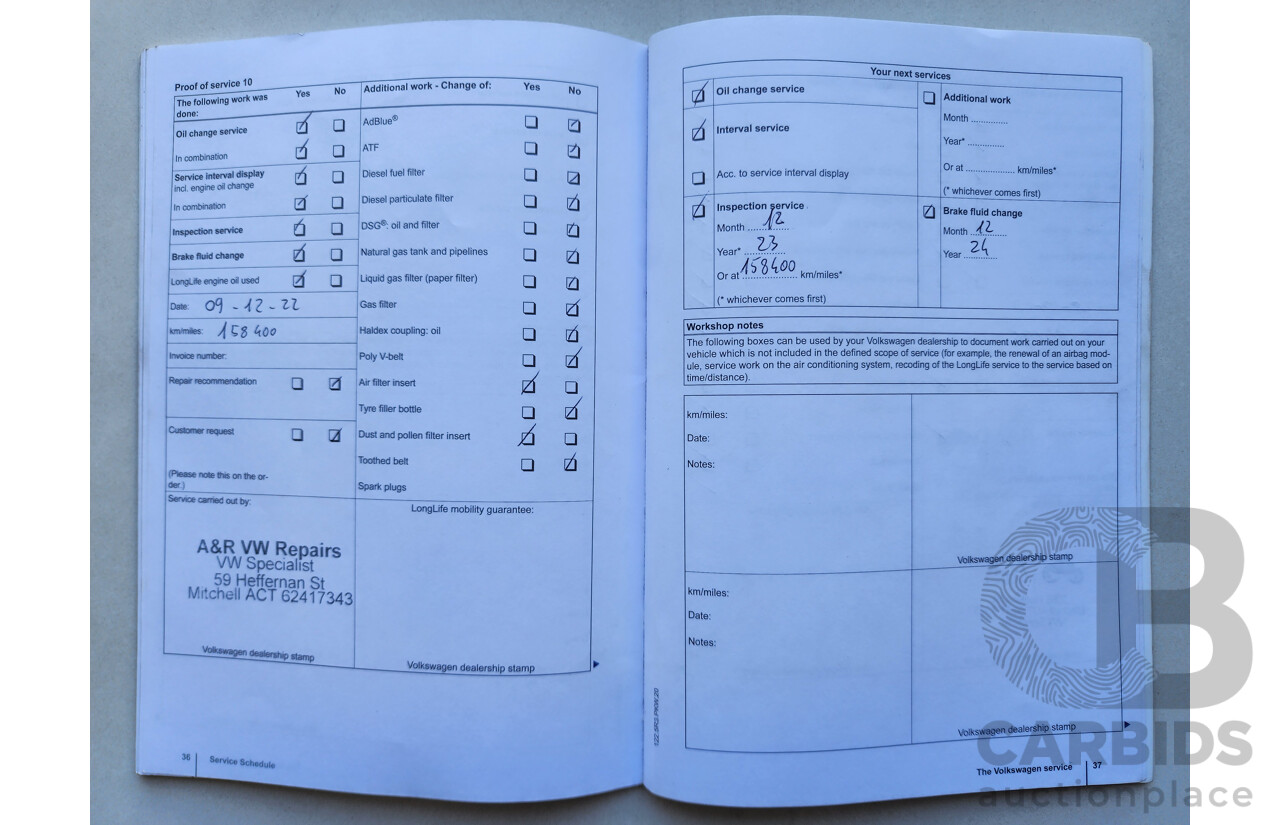 Proof of service 10
The following work was
done:
Yes No
Oil change service
In combination
Service interval display
incl. engine oil change
In combination
Inspection service
Brake fluid change
LongLife engine oil used
Date: 09-12-22
km/miles: 158400
Invoice number:
Repair recommendation
Customer request
(Please note this on the or-
der.)
Service carried out by:
A&R VW Repairs
VW Specialist
59 Heffernan St
Mitchell ACT 62417343
Volkswagen dealership stamp
Additional work - Change of: Yes No
AdBlue®
ATF
Diesel fuel filter
Diesel particulate filter
DSG®: oil and filter
Natural gas tank and pipelines
Liquid gas filter (paper filter)
Gas filter
Haldex coupling: oil
Poly V-belt
Air filter insert
Tyre filler bottle
Dust and pollen filter insert
Toothed belt
Spark plugs
LongLife mobility guarantee:
Volkswagen dealership stamp
36 Service Schedule
Your next services
Oil change service
Interval service
Acc. to service interval display
Inspection service
Month 12
Year* 23
Or at 158400 km/miles*
(* whichever comes first)
Additional work
Month .............
Year* .............
Or at .................. km/miles*
(* whichever comes first)
Brake fluid change
Month 12
Year 24
Workshop notes
The following boxes can be used by your Volkswagen dealership to document work carried out on your
vehicle which is not included in the defined scope of service (for example, the renewal of an airbag mod-
ule, service work on the air conditioning system, recoding of the LongLife service to the service based on
time/distance).
km/miles:
Date:
Notes:
Volkswagen dealership stamp
km/miles:
Date:
Notes:
Volkswagen dealership stamp
The Volkswagen service 37
CARBIDS
auctionplace